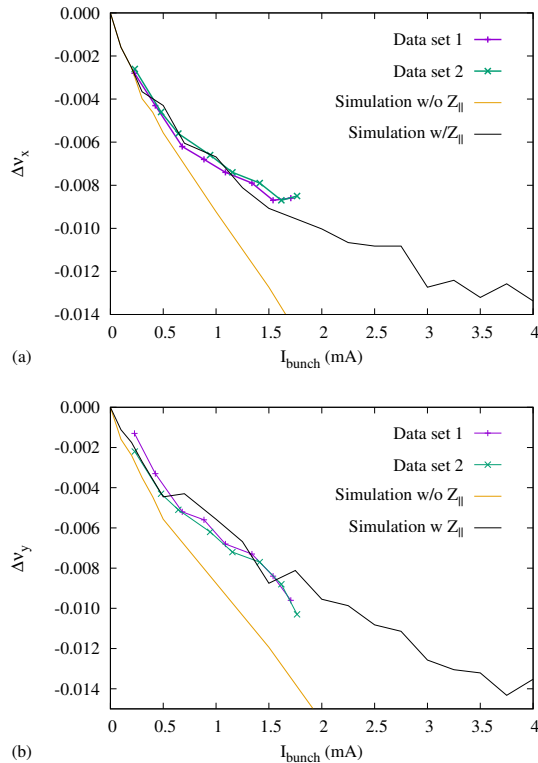 0.000
-0.002
-0.004
-0.006
-0.008
-0.010
-0.012
-0.014
Δν_x
Data set 1
Data set 2
Simulation w/o Z_||
Simulation w/Z_||
0 0.5 1 1.5 2 2.5 3 3.5 4
(a) I_bunch (mA)
0.000
-0.002
-0.004
-0.006
-0.008
-0.010
-0.012
-0.014
Δν_y
Data set 1
Data set 2
Simulation w/o Z_||
Simulation w Z_||
0 0.5 1 1.5 2 2.5 3 3.5 4
(b) I_bunch (mA)